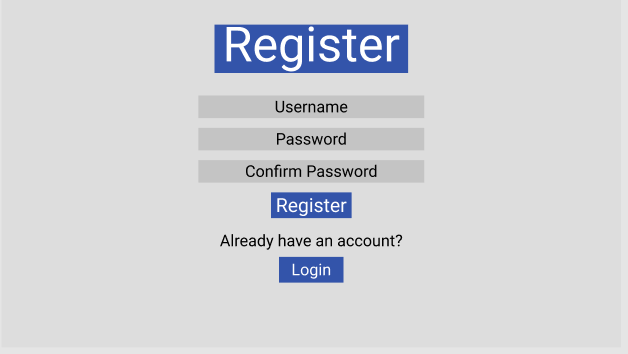 Register
Username
Password
Confirm Password
Register
Already have an account?
Login